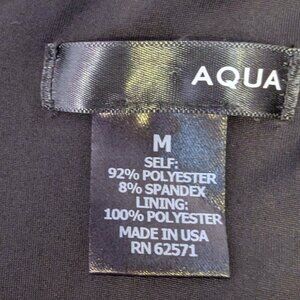 AQUA
M
SELF:
92% POLYESTER
8% SPANDEX
LINING:
100% POLYESTER
MADE IN USA
RN 62571